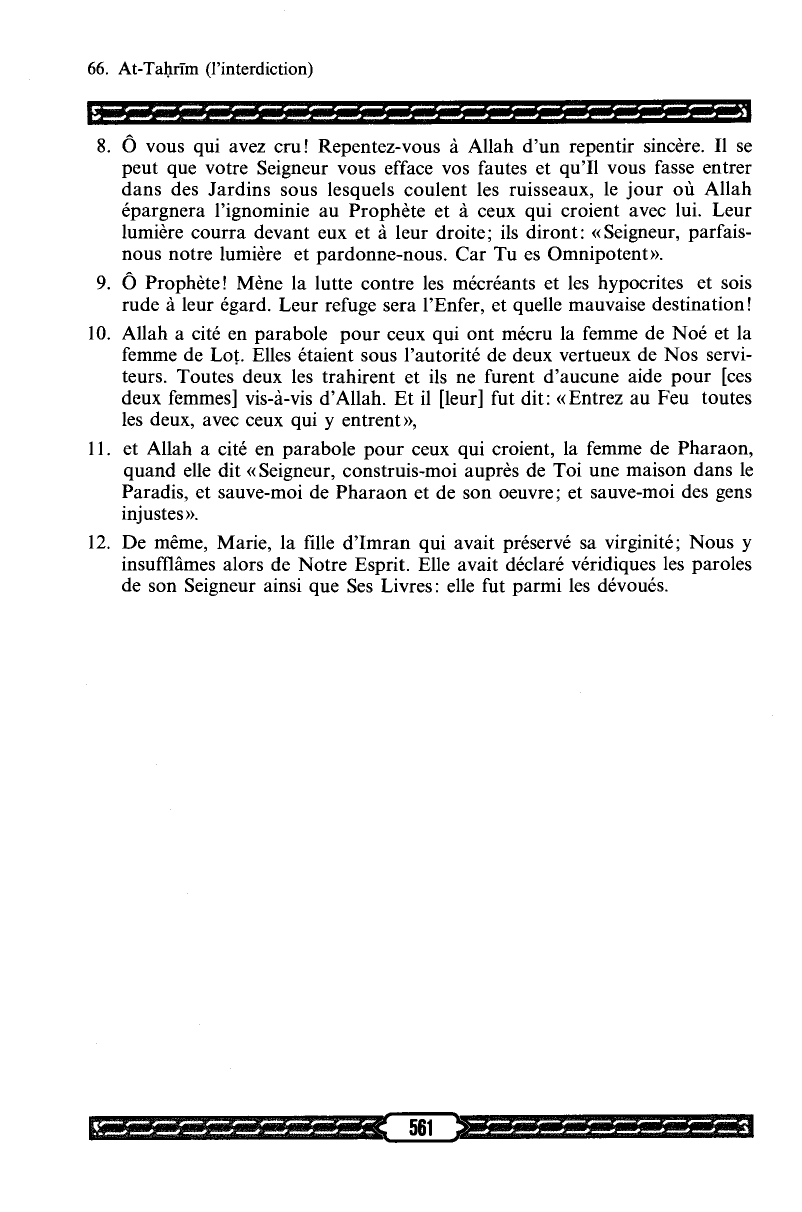 66. At-Taḥrīm (l'interdiction)
8. Ô vous qui avez cru! Repentez-vous à Allah d'un repentir sincère. Il se
peut que votre Seigneur vous efface vos fautes et qu'Il vous fasse entrer
dans des Jardins sous lesquels coulent les ruisseaux, le jour où Allah
épargnera l'ignominie au Prophète et à ceux qui croient avec lui. Leur
lumière courra devant eux et à leur droite; ils diront: «Seigneur, parfais-
nous notre lumière et pardonne-nous. Car Tu es Omnipotent».
9. Ô Prophète! Mène la lutte contre les mécréants et les hypocrites et sois
rude à leur égard. Leur refuge sera l'Enfer, et quelle mauvaise destination!
10. Allah a cité en parabole pour ceux qui ont mécru la femme de Noé et la
femme de Loṭ. Elles étaient sous l'autorité de deux vertueux de Nos servi-
teurs. Toutes deux les trahirent et ils ne furent d'aucune aide pour [ces
deux femmes] vis-à-vis d'Allah. Et il [leur] fut dit: «Entrez au Feu toutes
les deux, avec ceux qui y entrent»,
11. et Allah a cité en parabole pour ceux qui croient, la femme de Pharaon,
quand elle dit «Seigneur, construis-moi auprès de Toi une maison dans le
Paradis, et sauve-moi de Pharaon et de son oeuvre; et sauve-moi des gens
injustes».
12. De même, Marie, la fille d'Imran qui avait préservé sa virginité; Nous y
insufflâmes alors de Notre Esprit. Elle avait déclaré véridiques les paroles
de son Seigneur ainsi que Ses Livres: elle fut parmi les dévoués.
561